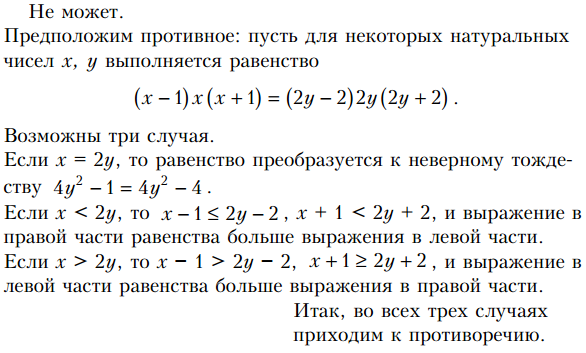 Не может.
Предположим противное: пусть для некоторых натуральных
чисел x, y выполняется равенство
(x − 1)x(x + 1) = (2y − 2)2y(2y + 2) .
Возможны три случая.
Если x = 2y, то равенство преобразуется к неверному тожде-
ству 4y² − 1 = 4y² − 4 .
Если x < 2y, то x − 1 ≤ 2y − 2 , x + 1 < 2y + 2, и выражение в
правой части равенства больше выражения в левой части.
Если x > 2y, то x − 1 > 2y − 2, x + 1 ≥ 2y + 2 , и выражение в
левой части равенства больше выражения в правой части.
Итак, во всех трех случаях
приходим к противоречию.